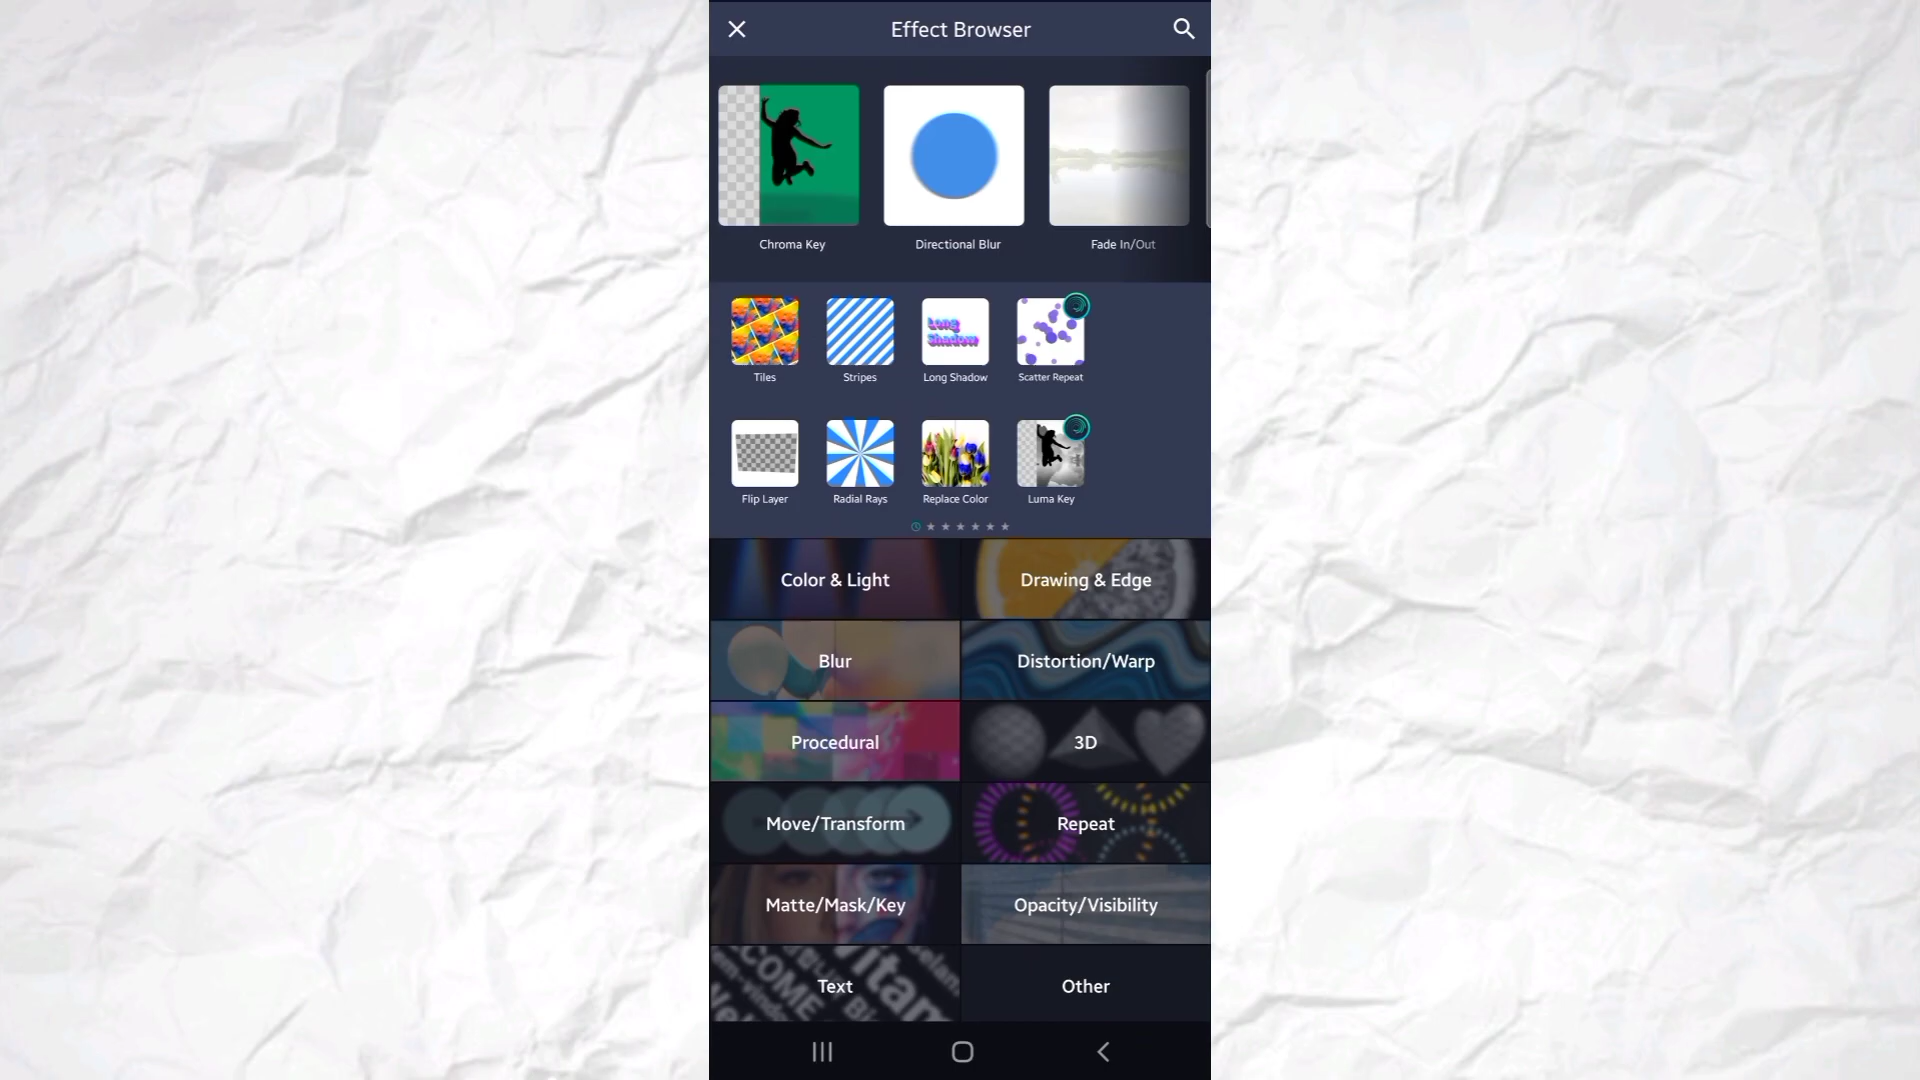 Effect Browser
Chroma Key
Directional Blur
Fade In/Out
Tiles
Stripes
Long Shadow
Scatter Repeat
Long
Shadow
Flip Layer
Radial Rays
Replace Color
Luma Key
Color & Light
Drawing & Edge
Blur
Distortion/Warp
Procedural
3D
Move/Transform
Repeat
Matte/Mask/Key
Opacity/Visibility
Text
Other